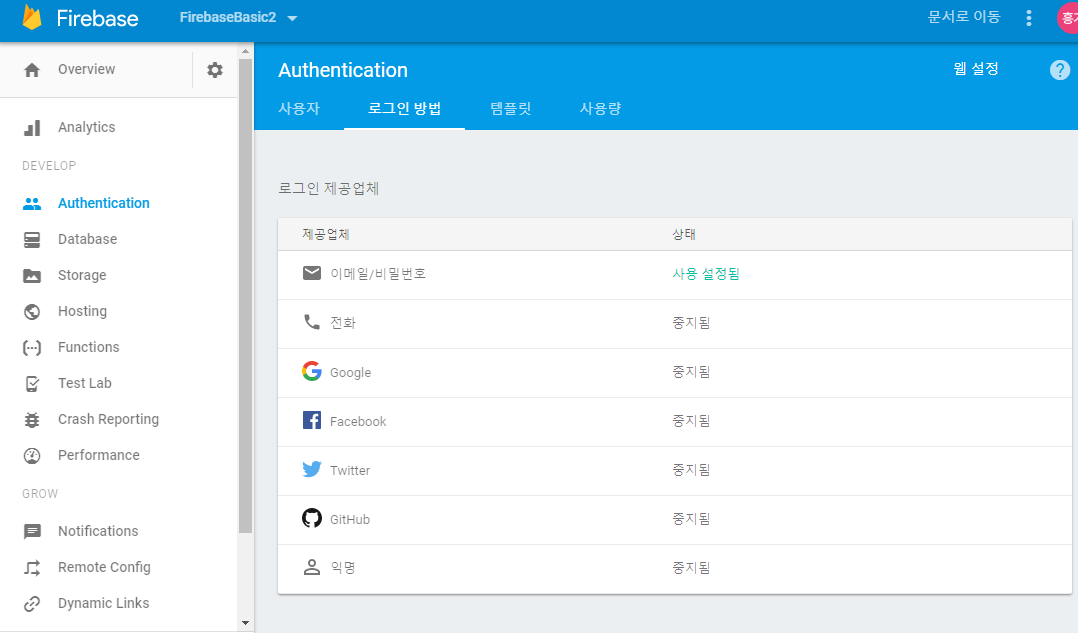 Firebase
FirebaseBasic2
문서로 이동
Overview
Analytics
DEVELOP
Authentication
Database
Storage
Hosting
Functions
Test Lab
Crash Reporting
Performance
GROW
Notifications
Remote Config
Dynamic Links
Authentication
웹 설정
사용자 로그인 방법 템플릿 사용량
로그인 제공업체
제공업체 상태
이메일/비밀번호 사용 설정됨
전화 중지됨
Google 중지됨
Facebook 중지됨
Twitter 중지됨
GitHub 중지됨
익명 중지됨